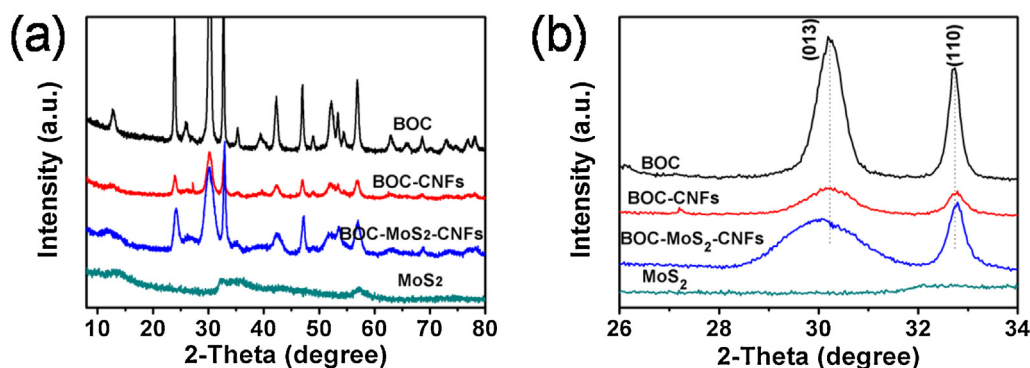 (a)
Intensity (a.u.)
BOC
BOC-CNFs
BOC-MoS2-CNFs
MoS2
10 20 30 40 50 60 70 80
2-Theta (degree)
(b)
Intensity (a.u.)
(013)
(110)
BOC
BOC-CNFs
BOC-MoS2-CNFs
MoS2
26 28 30 32 34
2-Theta (degree)